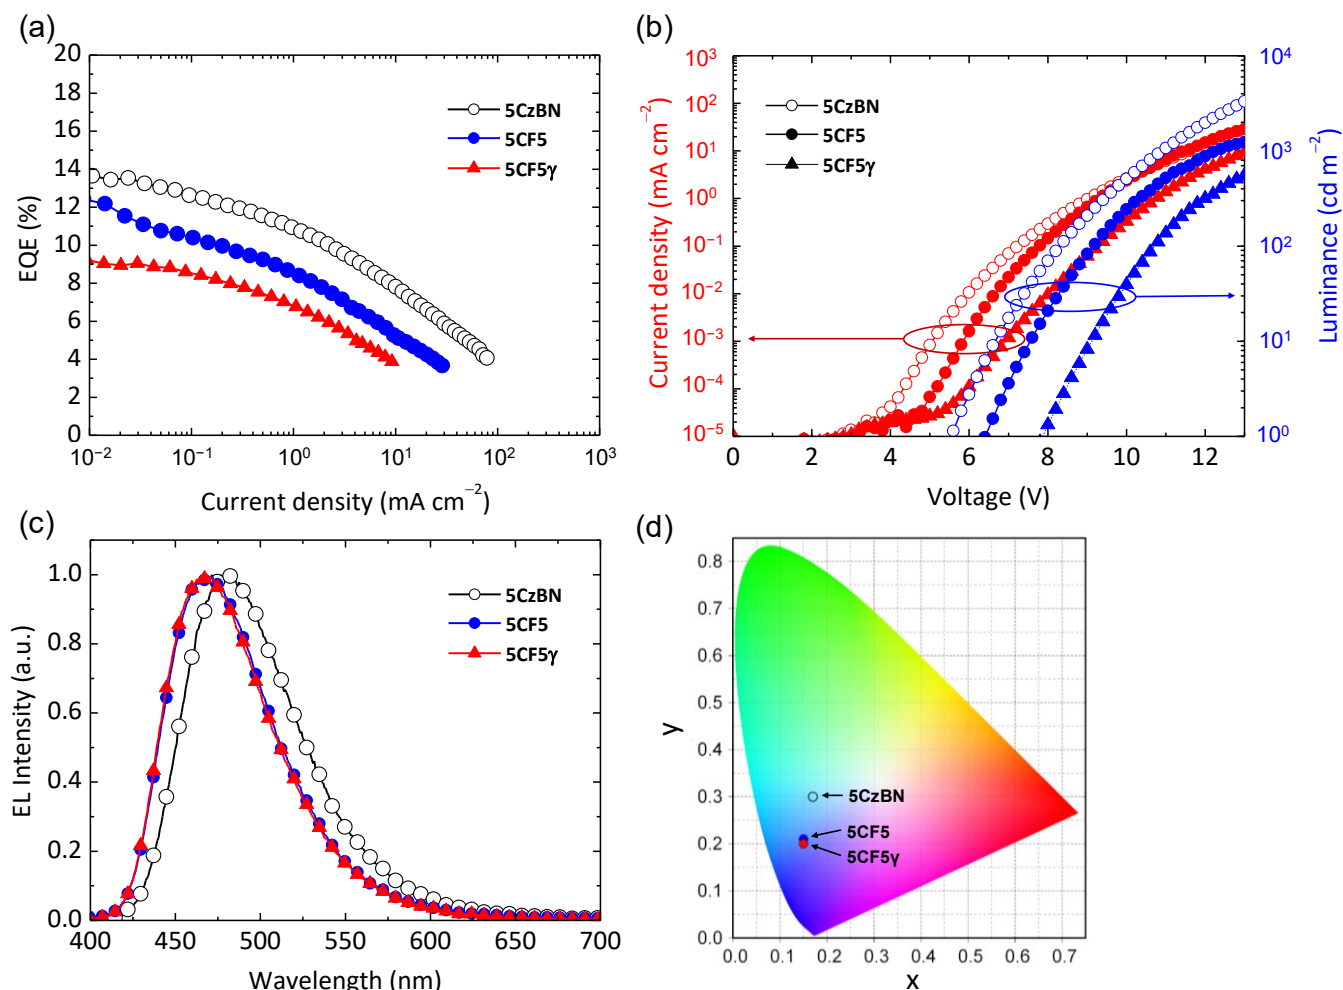 (a)
20
18
16
14
12
10
8
6
4
2
0
EQE (%)
5CzBN
5CF5
5CF5γ
10⁻² 10⁻¹ 10⁰ 10¹ 10² 10³
Current density (mA cm⁻²)
(b)
10³
10²
10¹
10⁰
10⁻¹
10⁻²
10⁻³
10⁻⁴
10⁻⁵
Current density (mA cm⁻²)
5CzBN
5CF5
5CF5γ
10⁴
10³
10²
10¹
10⁰
Luminance (cd m⁻²)
0 2 4 6 8 10 12
Voltage (V)
(c)
1.0
0.8
0.6
0.4
0.2
0.0
EL Intensity (a.u.)
5CzBN
5CF5
5CF5γ
400 450 500 550 600 650 700
Wavelength (nm)
(d)
0.8
0.7
0.6
0.5
0.4
0.3
0.2
0.1
0.0
y
5CzBN
5CF5
5CF5γ
0.0 0.1 0.2 0.3 0.4 0.5 0.6 0.7
x